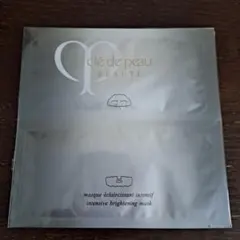 clé de peau
BEAUTÉ
masque éclaircissant intensif
intensive brightening mask